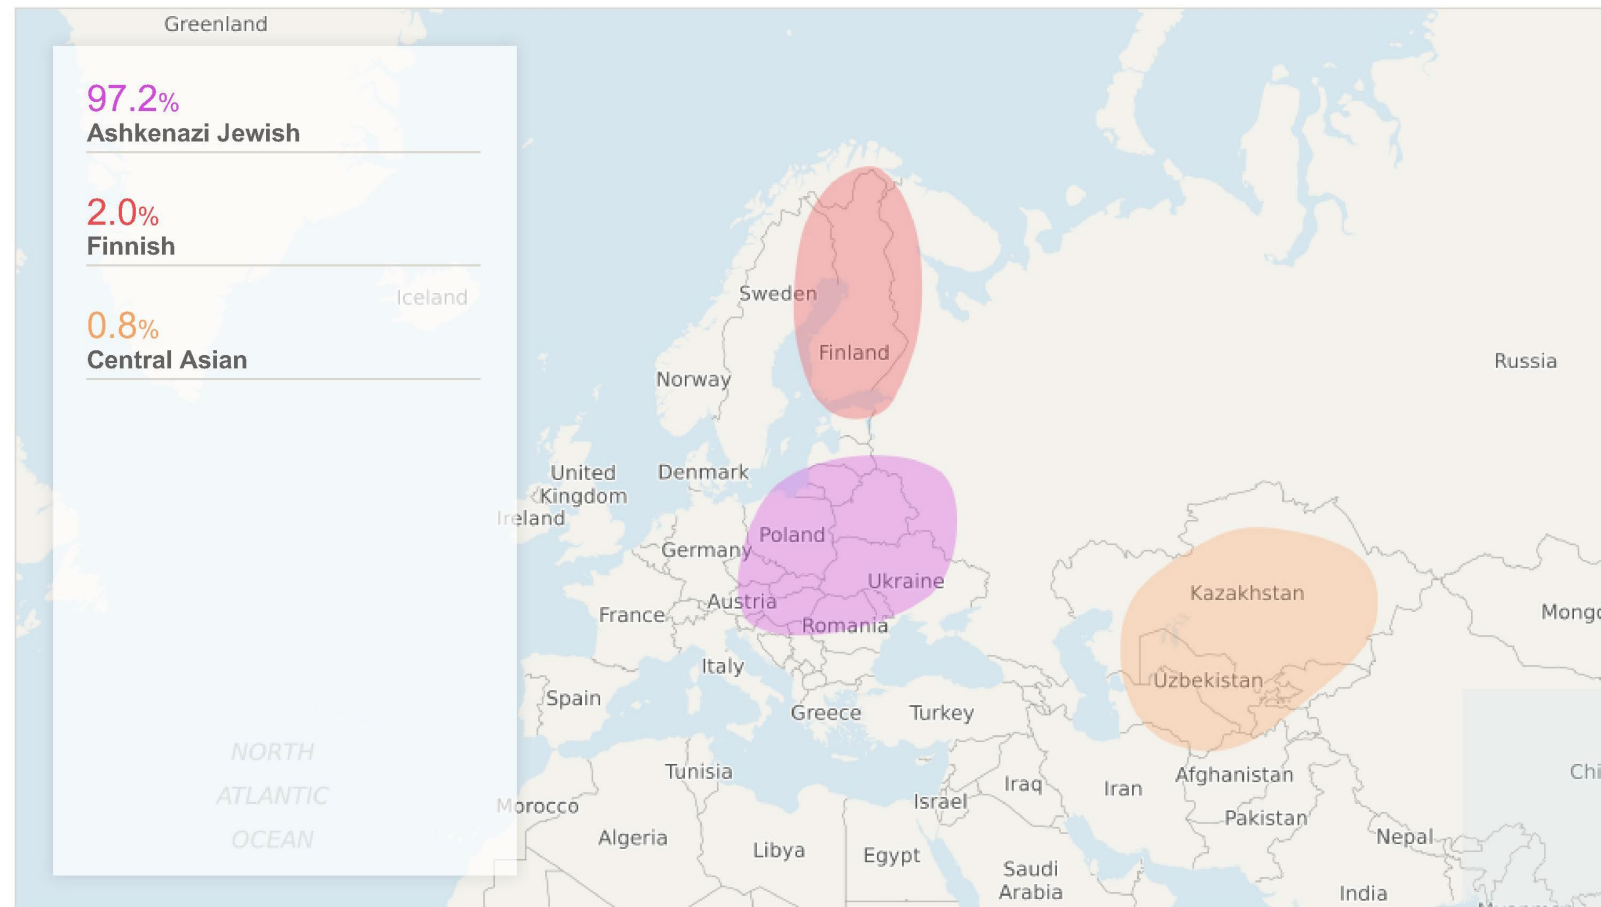 Greenland
97.2%
Ashkenazi Jewish
2.0%
Finnish
0.8%
Central Asian
Iceland
NORTH
ATLANTIC
OCEAN
Sweden
Finland
Norway
Russia
United
Kingdom
Denmark
Ireland
Poland
Germany
Ukraine
Kazakhstan
Austria
France
Romania
Mongo
Italy
Uzbekistan
Spain
Greece
Turkey
Tunisia
Afghanistan
Chi
Iraq
Iran
Israel
Morocco
Pakistan
Algeria
Nepal
Libya
Egypt
Saudi
Arabia
India